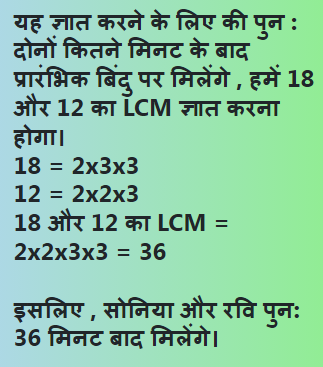 यह ज्ञात करने के लिए की पुन :
दोनों कितने मिनट के बाद
प्रारंभिक बिंदु पर मिलेंगे , हमें 18
और 12 का LCM ज्ञात करना
होगा।
18 = 2x3x3
12 = 2x2x3
18 और 12 का LCM =
2x2x3x3 = 36
इसलिए , सोनिया और रवि पुन:
36 मिनट बाद मिलेंगे।